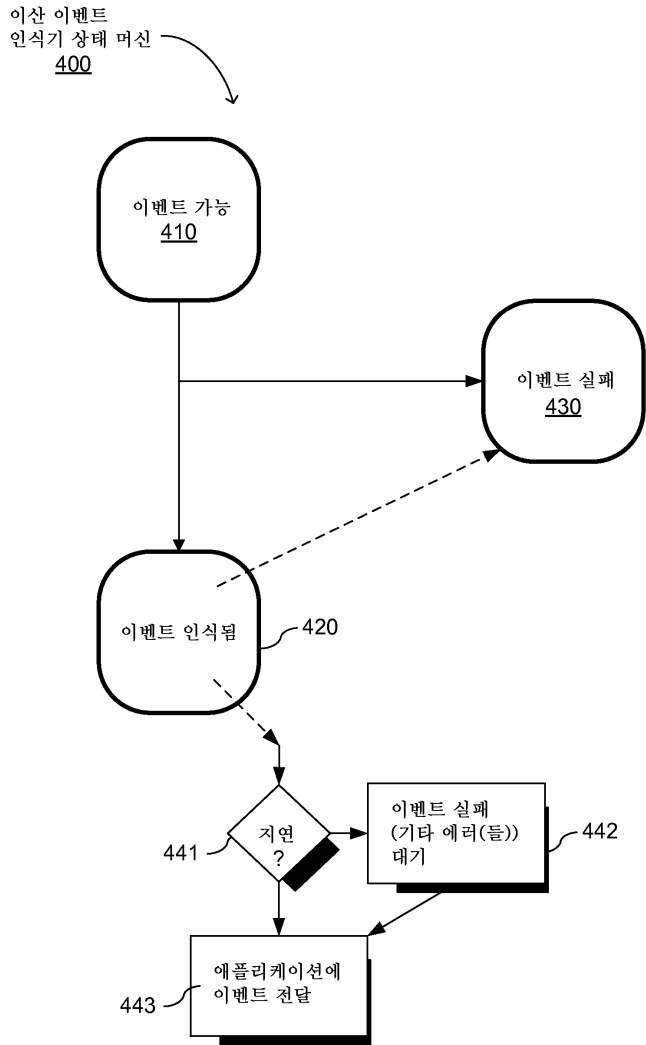 이산 이벤트
인식기 상태 머신
400
이벤트 가능
410
이벤트 실패
430
이벤트 인식됨
420
지연
?
441
이벤트 실패
(기타 에러(들))
대기
442
애플리케이션에
이벤트 전달
443